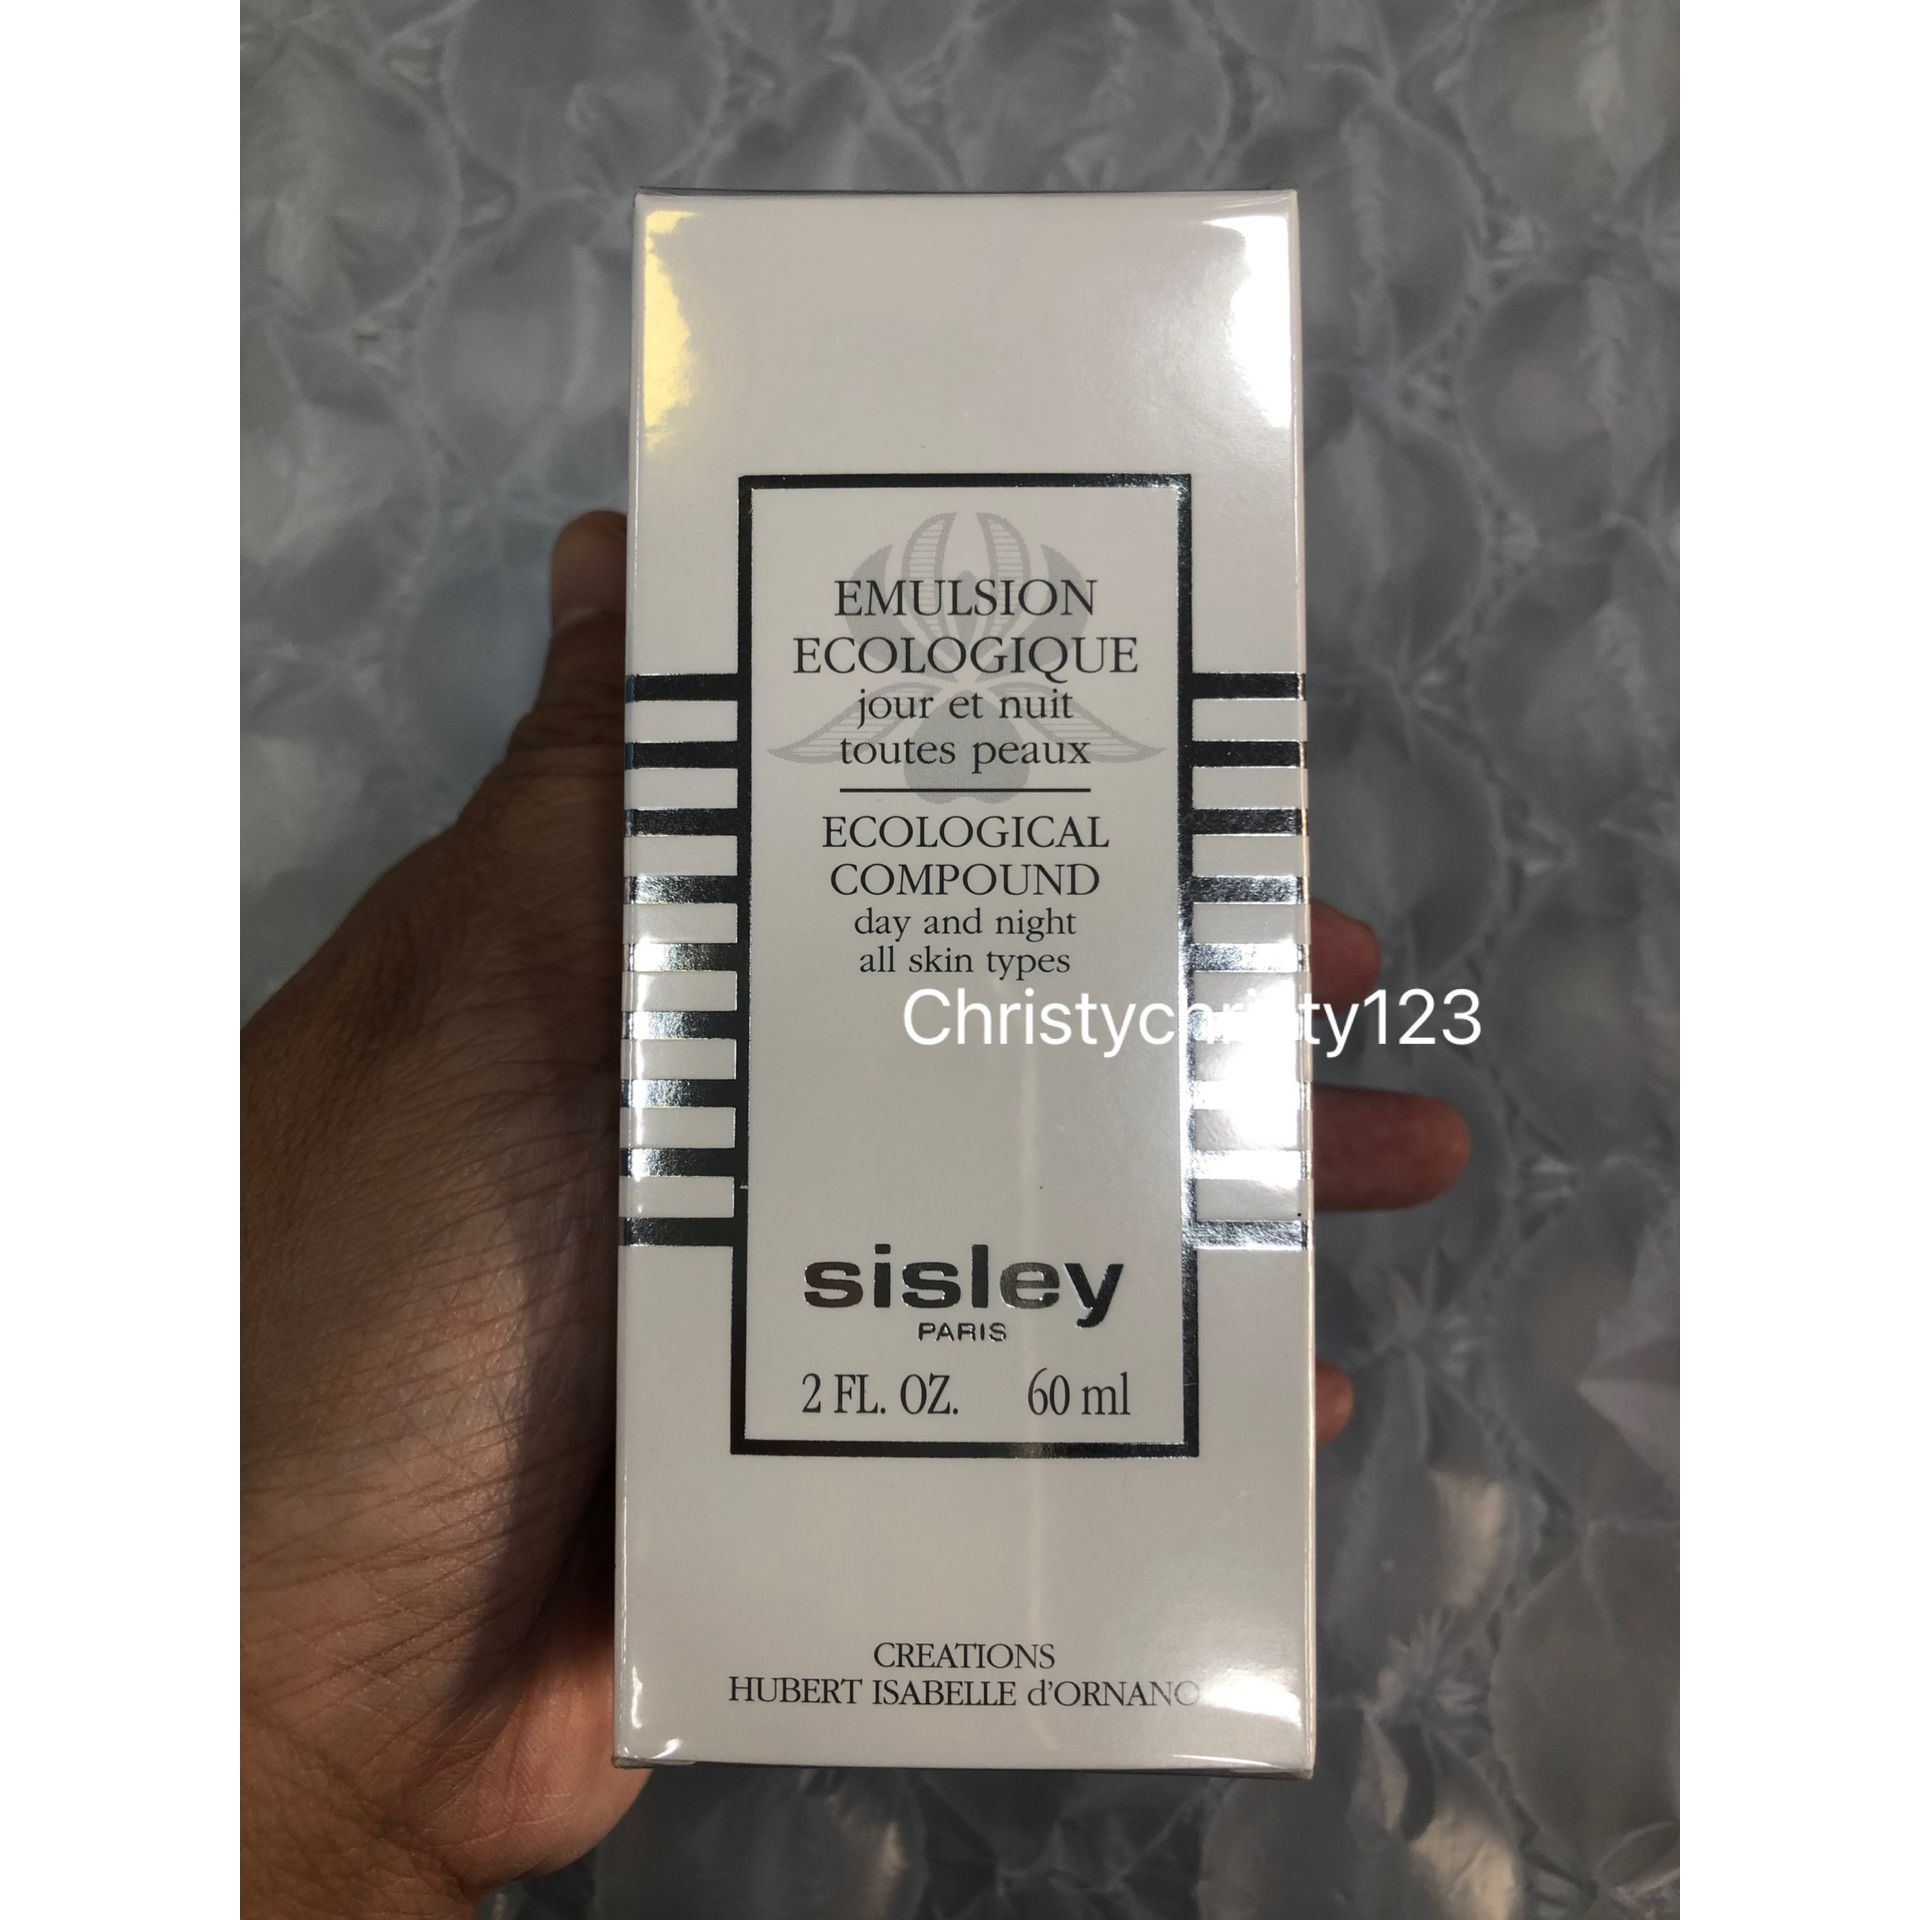 EMULSION
ECOLOGIQUE
jour et nuit
toutes peaux
ECOLOGICAL
COMPOUND
day and night
all skin types
Christychristy123
sisley
PARIS
2 FL. OZ. 60 ml
CREATIONS
HUBERT ISABELLE d'ORNANO